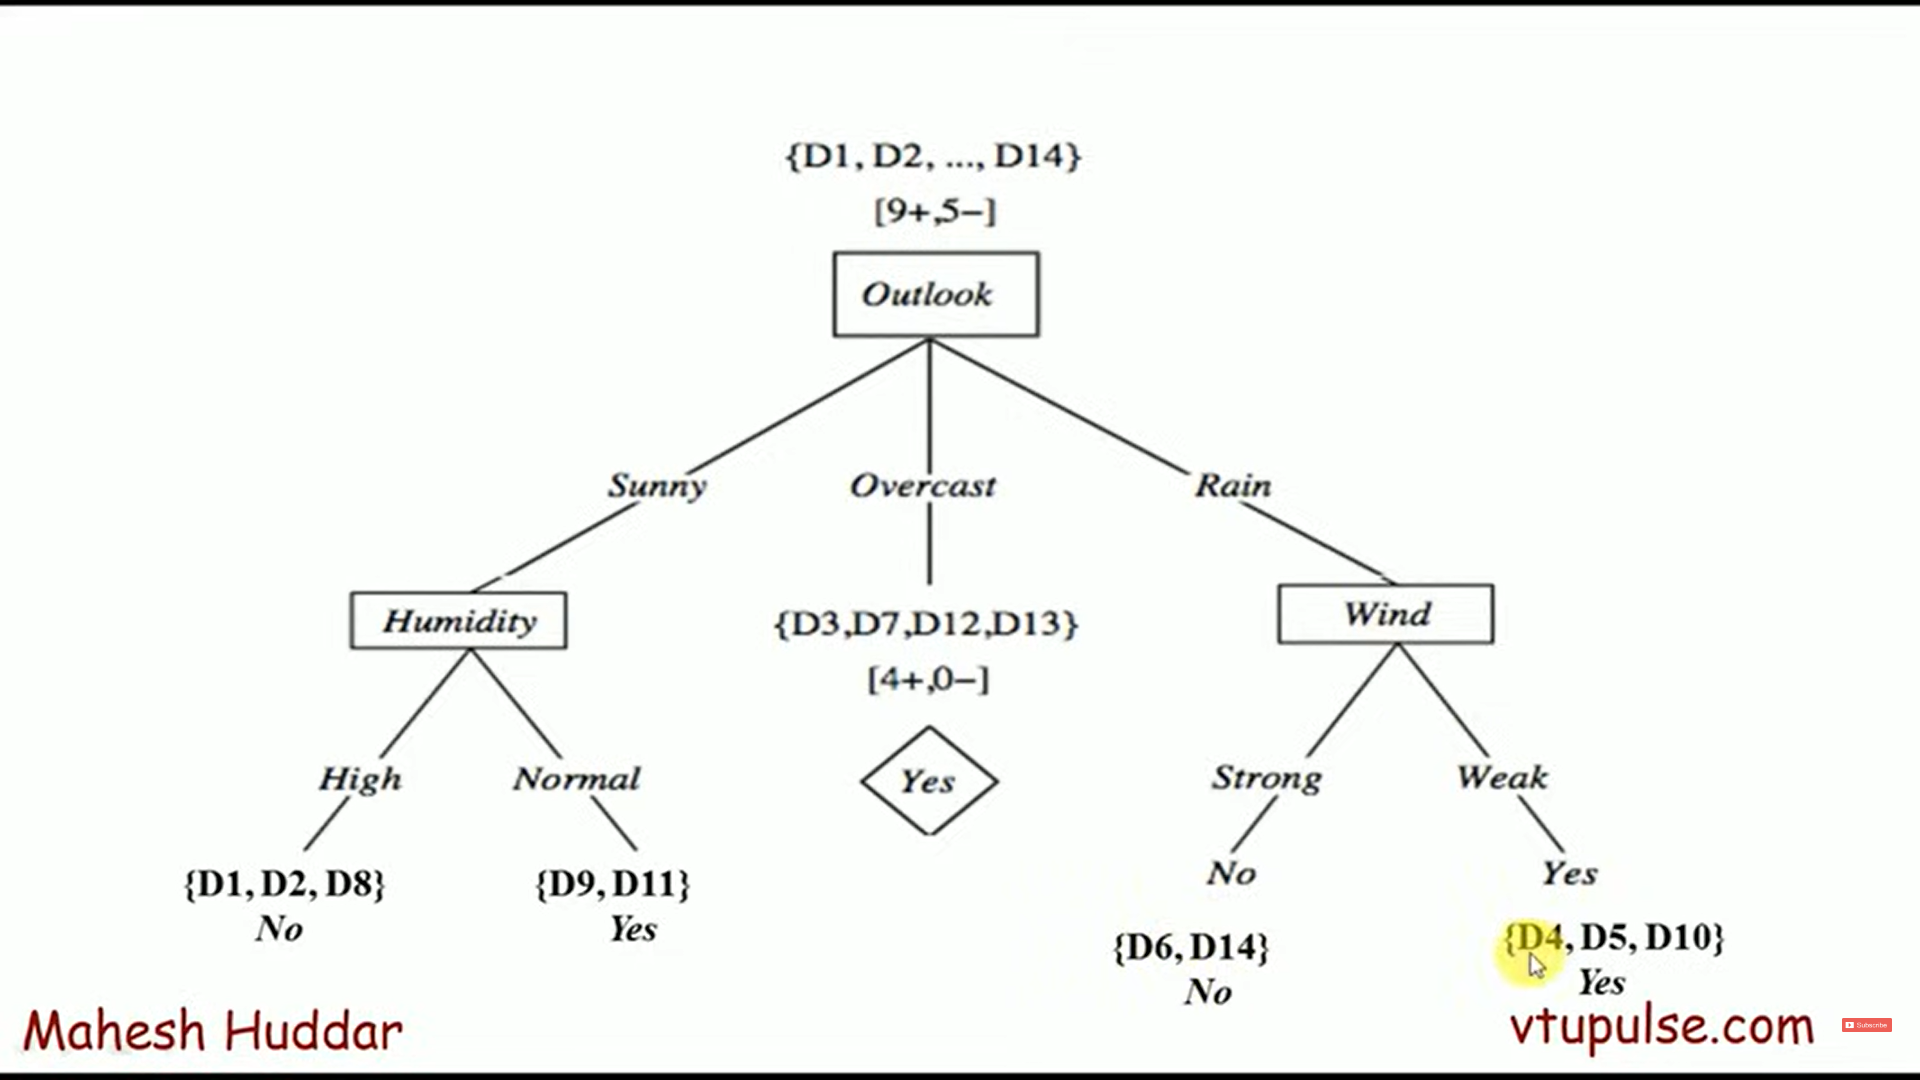 {D1, D2, ..., D14}
[9+,5−]
Outlook
Sunny
Overcast
Rain
Humidity
{D3,D7,D12,D13}
[4+,0−]
Wind
High
Normal
Yes
Strong
Weak
{D1, D2, D8}
No
{D9, D11}
Yes
No
Yes
{D6, D14}
No
{D4, D5, D10}
Yes
Mahesh Huddar
vtupulse.com
Subscribe